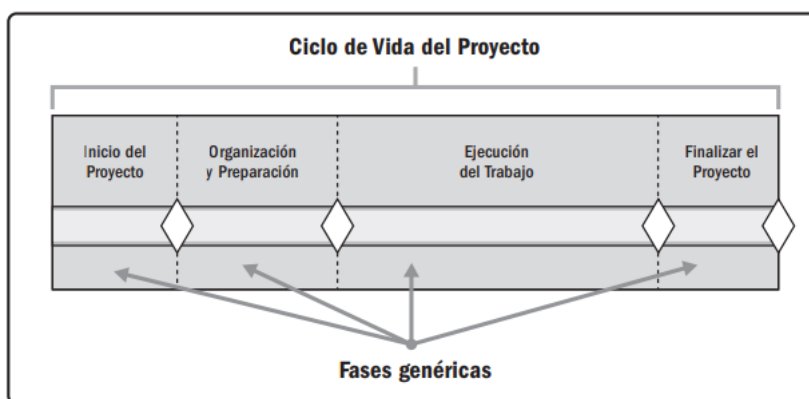 Ciclo de Vida del Proyecto
Inicio del
Proyecto
Organización
y Preparación
Ejecución
del Trabajo
Finalizar el
Proyecto
Fases genéricas